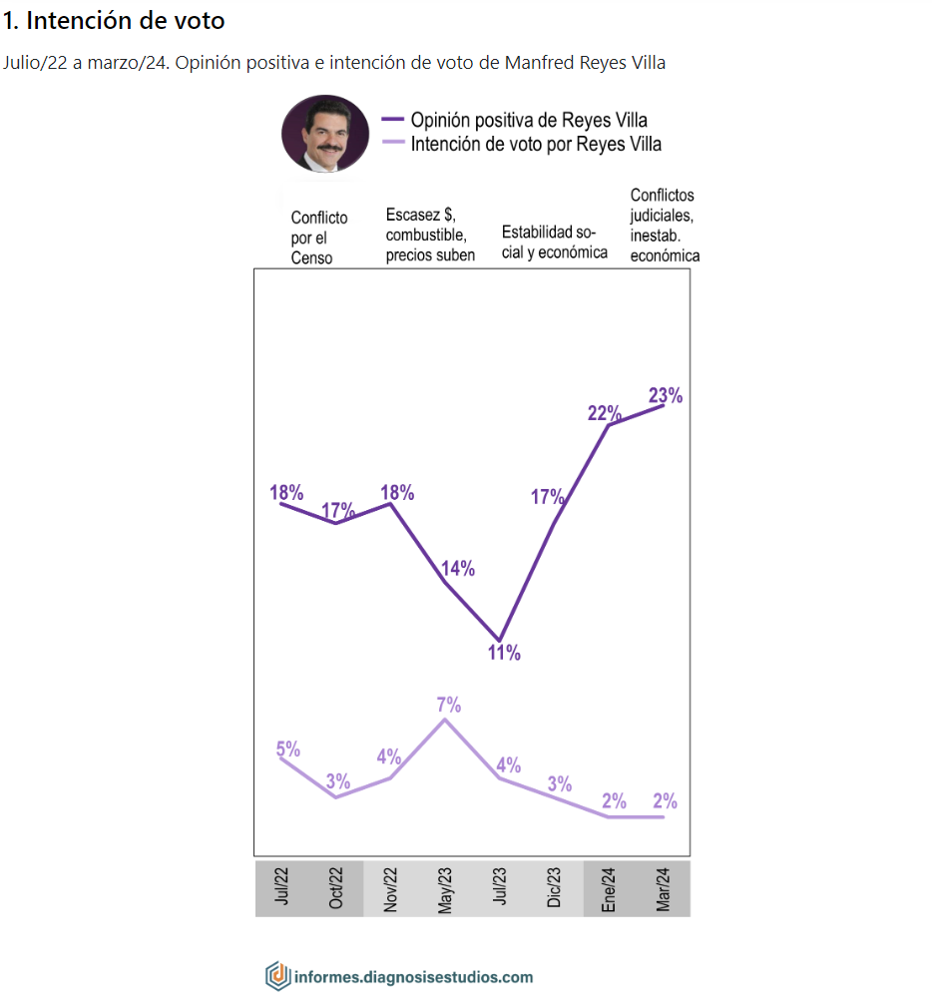 1. Intención de voto
Julio/22 a marzo/24. Opinión positiva e intención de voto de Manfred Reyes Villa
Opinión positiva de Reyes Villa
Intención de voto por Reyes Villa
Conflicto
por el
Censo
Escasez $,
combustible,
precios suben
Estabilidad so-
cial y económica
Conflictos
judiciales,
inestab.
económica
18%
17%
18%
14%
11%
17%
22%
23%
5%
3%
4%
7%
4%
3%
2%
2%
Jul/22
Oct/22
Nov/22
May/23
Jul/23
Dic/23
Ene/24
Mar/24
informes.diagnosisestudios.com